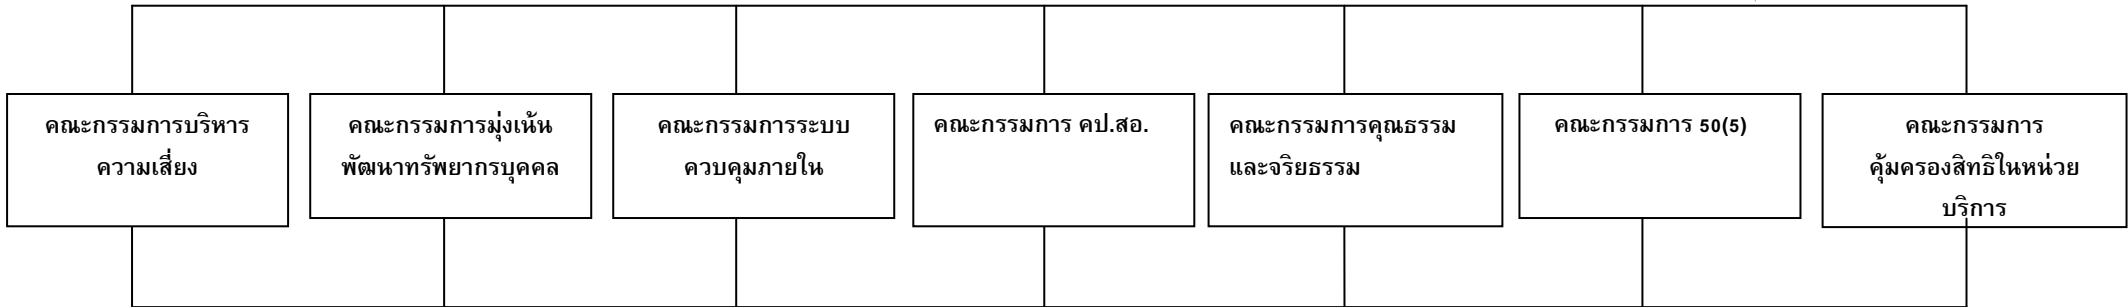 คณะกรรมการบริหาร
ความเสี่ยง
คณะกรรมการมุ่งเน้น
พัฒนาทรัพยากรบุคคล
คณะกรรมการระบบ
ควบคุมภายใน
คณะกรรมการ คป.สอ.
คณะกรรมการคุณธรรม
และจริยธรรม
คณะกรรมการ 50(5)
คณะกรรมการ
คุ้มครองสิทธิในหน่วย
บริการ